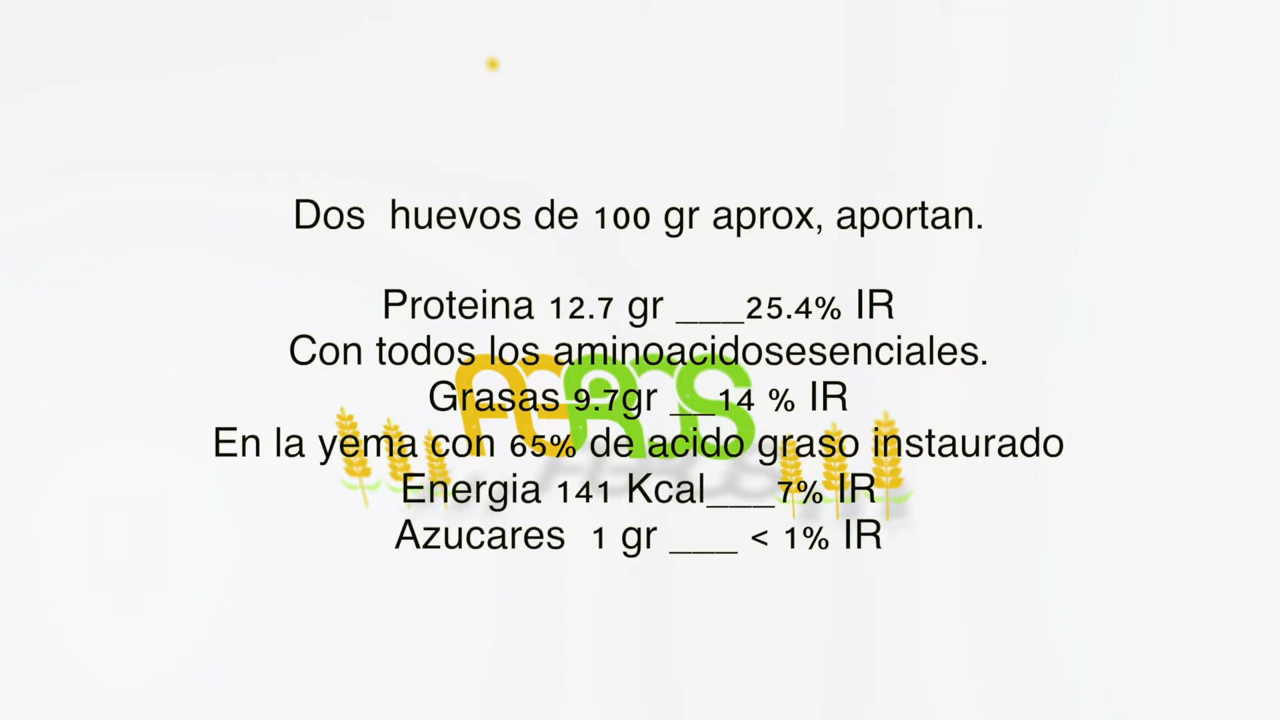 Dos  huevos de 100 gr aprox, aportan.
Proteina 12.7 gr ___25.4% IR
Con todos los aminoacidosesenciales.
Grasas 9.7gr __14 % IR
En la yema con 65% de acido graso instaurado
Energia 141 Kcal___7% IR
Azucares  1 gr ___ < 1% IR